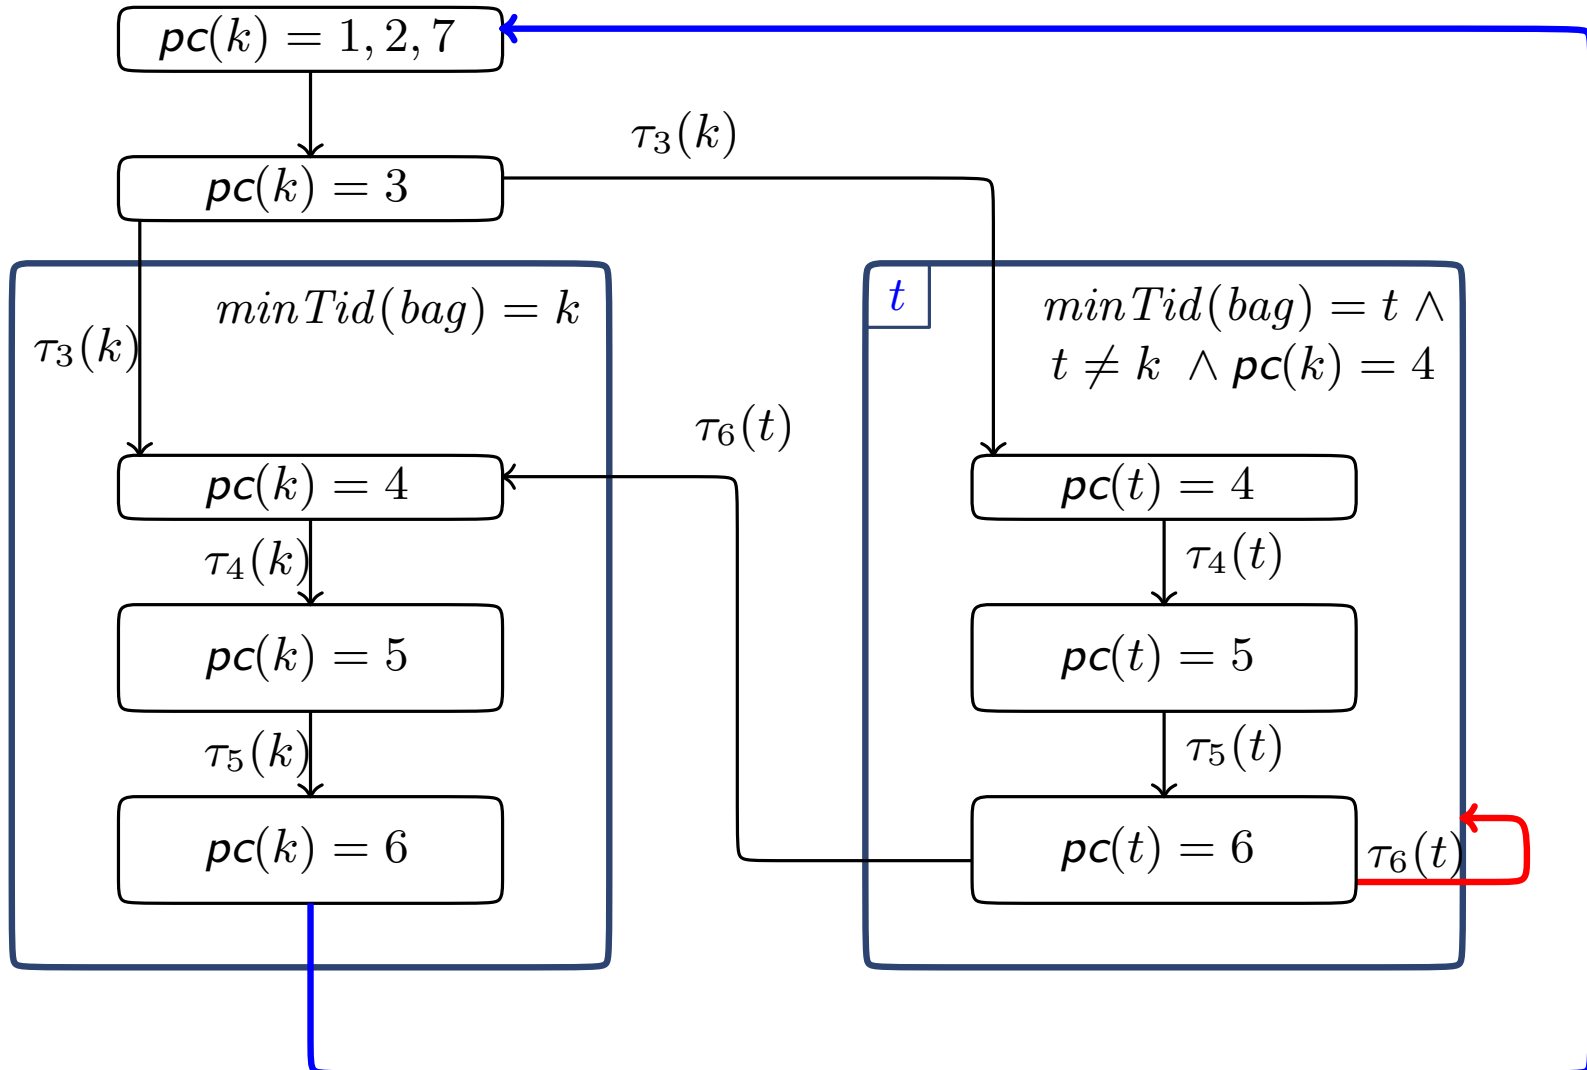 pc(k) = 1, 2, 7
τ₃(k)
pc(k) = 3
minTid(bag) = k
τ₃(k)
t
minTid(bag) = t ∧
t ≠ k ∧ pc(k) = 4
τ₆(t)
pc(k) = 4
pc(t) = 4
τ₄(k)
τ₄(t)
pc(k) = 5
pc(t) = 5
τ₅(k)
τ₅(t)
pc(k) = 6
pc(t) = 6
τ₆(t)